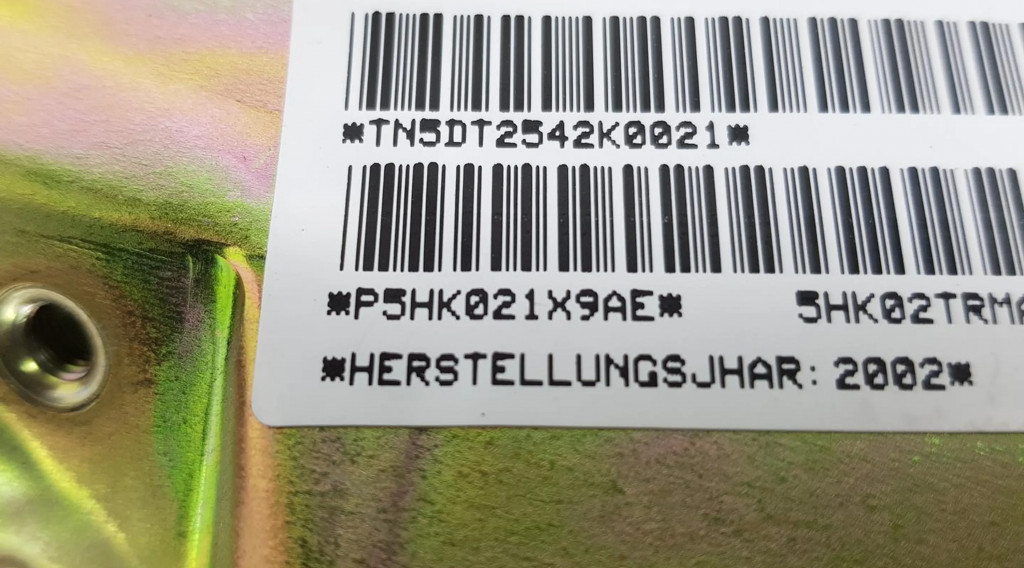 *TN5DT2542K0021*
*P5HK021X9AE* 5HK02TRM
*HERSTELLUNGSJHAR: 2002*